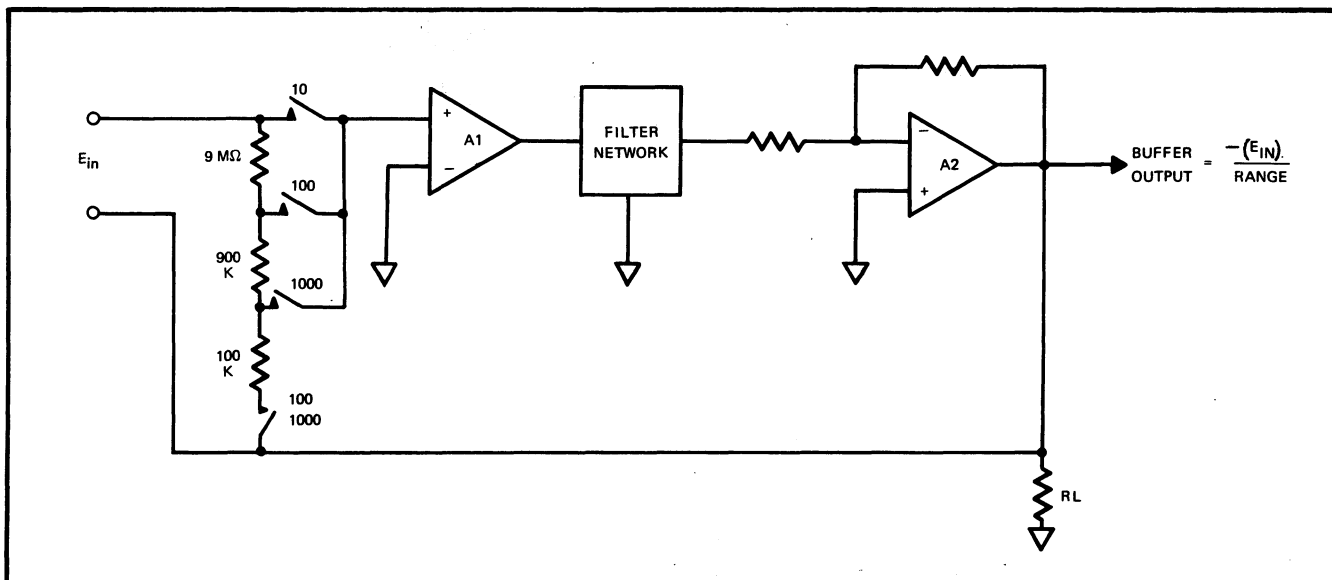 10
+
A1
−
FILTER
NETWORK
−
A2
+
BUFFER
OUTPUT
=
−(EIN).
RANGE
Ein
9 MΩ
100
900
K
1000
100
K
100
1000
RL